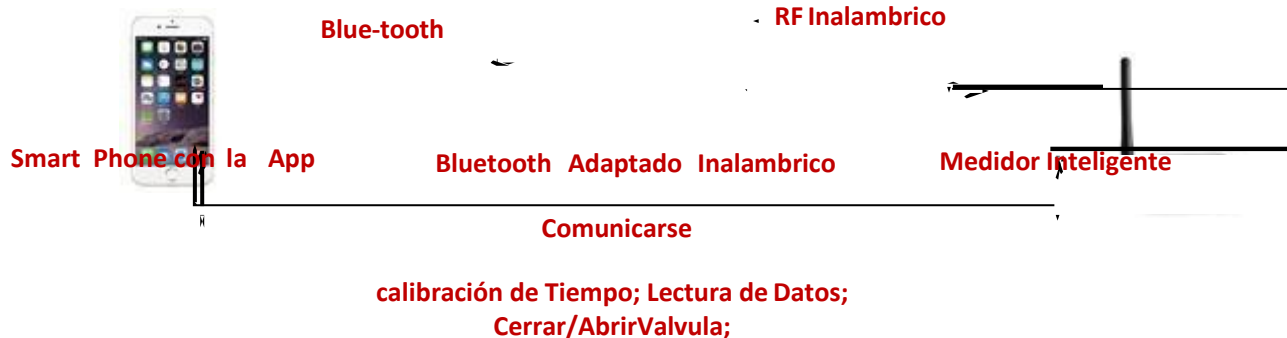 Blue-tooth
RF Inalambrico
Smart Phone con la App
Bluetooth Adaptado Inalambrico
Medidor Inteligente
Comunicarse
calibración de Tiempo; Lectura de Datos;
Cerrar/AbrirValvula;